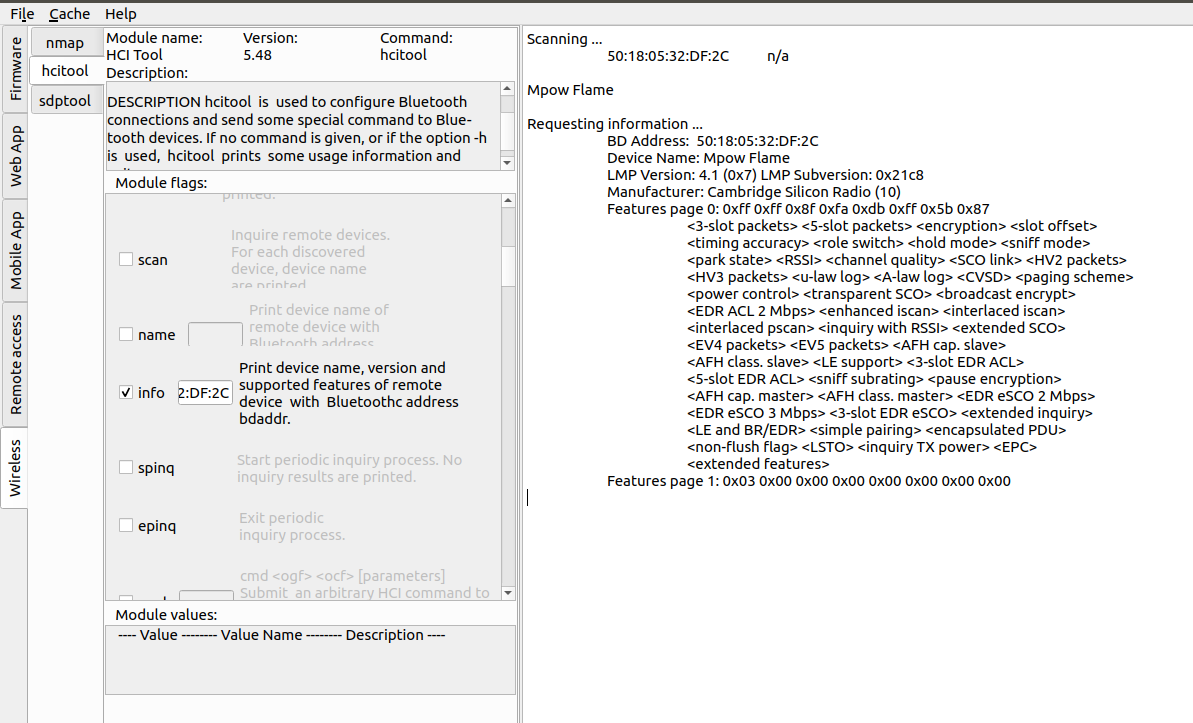 File Cache Help
Firmware
Web App
Mobile App
Remote access
Wireless
nmap
hcitool
sdptool
Module name: Version: Command:
HCI Tool 5.48 hcitool
Description:
DESCRIPTION hcitool is used to configure Bluetooth
connections and send some special command to Blue-
tooth devices. If no command is given, or if the option -h
is used, hcitool prints some usage information and
Module flags:
printed.
scan
Inquire remote devices.
For each discovered
device, device name
are printed
name
Print device name of
remote device with
Bluetooth address
info
2:DF:2C
Print device name, version and
supported features of remote
device with Bluetoothc address
bdaddr.
spinq
Start periodic inquiry process. No
inquiry results are printed.
epinq
Exit periodic
inquiry process.
cmd <ogf> <ocf> [parameters]
Submit an arbitrary HCI command to
Module values:
---- Value -------- Value Name -------- Description ----
Scanning ...
50:18:05:32:DF:2C n/a
Mpow Flame
Requesting information ...
BD Address: 50:18:05:32:DF:2C
Device Name: Mpow Flame
LMP Version: 4.1 (0x7) LMP Subversion: 0x21c8
Manufacturer: Cambridge Silicon Radio (10)
Features page 0: 0xff 0xff 0x8f 0xfa 0xdb 0xff 0x5b 0x87
<3-slot packets> <5-slot packets> <encryption> <slot offset>
<timing accuracy> <role switch> <hold mode> <sniff mode>
<park state> <RSSI> <channel quality> <SCO link> <HV2 packets>
<HV3 packets> <u-law log> <A-law log> <CVSD> <paging scheme>
<power control> <transparent SCO> <broadcast encrypt>
<EDR ACL 2 Mbps> <enhanced iscan> <interlaced iscan>
<interlaced pscan> <inquiry with RSSI> <extended SCO>
<EV4 packets> <EV5 packets> <AFH cap. slave>
<AFH class. slave> <LE support> <3-slot EDR ACL>
<5-slot EDR ACL> <sniff subrating> <pause encryption>
<AFH cap. master> <AFH class. master> <EDR eSCO 2 Mbps>
<EDR eSCO 3 Mbps> <3-slot EDR eSCO> <extended inquiry>
<LE and BR/EDR> <simple pairing> <encapsulated PDU>
<non-flush flag> <LSTO> <inquiry TX power> <EPC>
<extended features>
Features page 1: 0x03 0x00 0x00 0x00 0x00 0x00 0x00 0x00